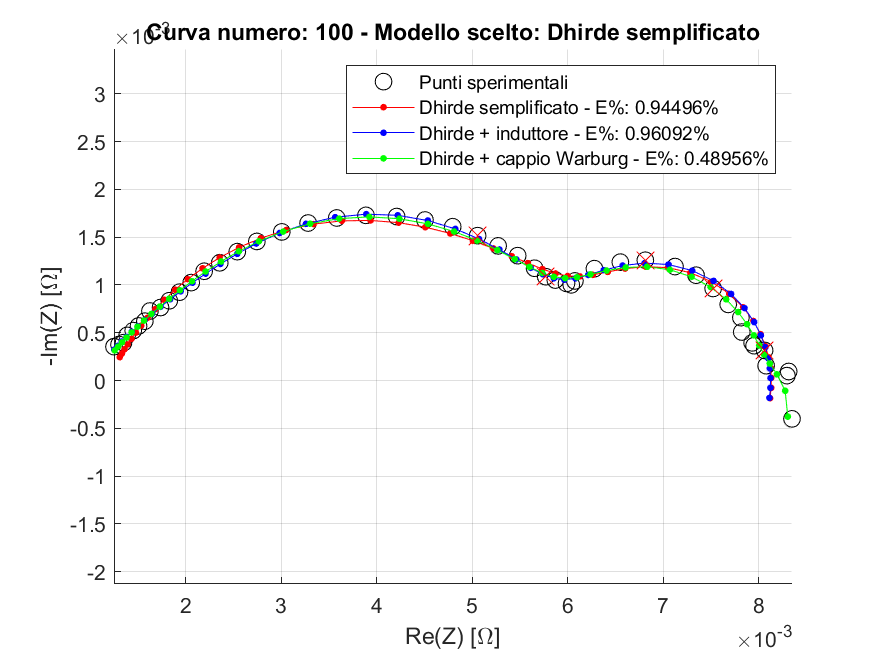 ×10⁻³
Curva numero: 100 - Modello scelto: Dhirde semplificato
Punti sperimentali
Dhirde semplificato - E%: 0.94496%
Dhirde + induttore - E%: 0.96092%
Dhirde + cappio Warburg - E%: 0.48956%
3
2.5
2
1.5
1
0.5
0
-0.5
-1
-1.5
-2
-Im(Z) [Ω]
2 3 4 5 6 7 8
Re(Z) [Ω]
×10⁻³